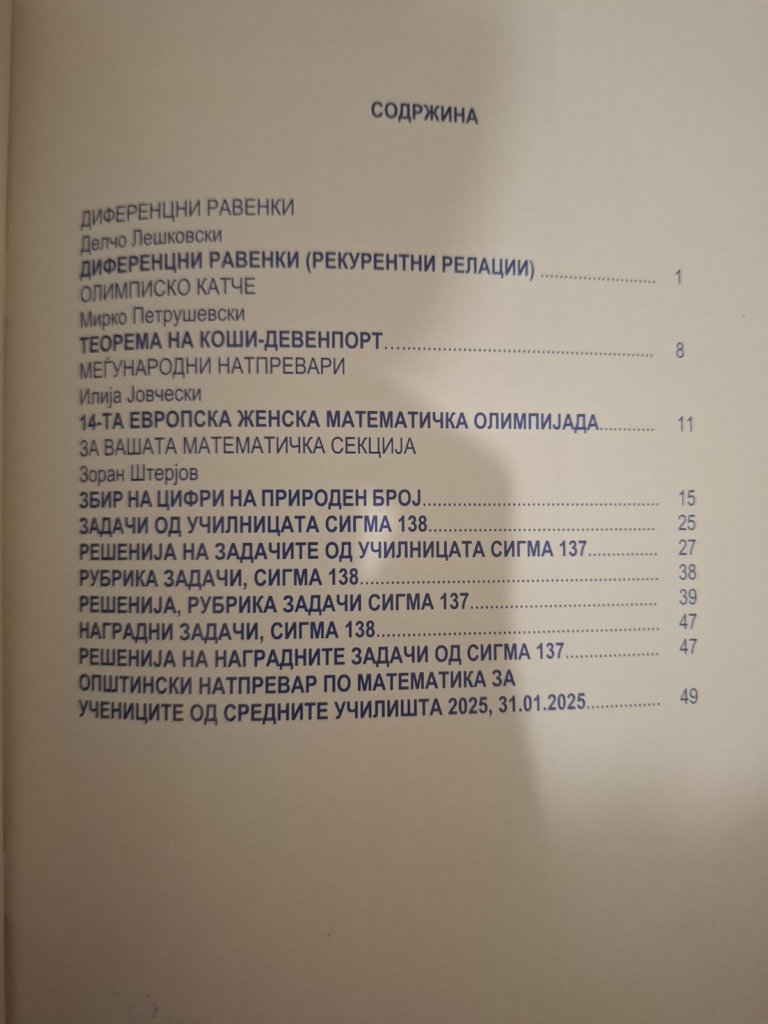 СОДРЖИНА
ДИФЕРЕНЦНИ РАВЕНКИ
Делчо Лешковски
ДИФЕРЕНЦНИ РАВЕНКИ (РЕКУРЕНТНИ РЕЛАЦИИ) ........................ 1
ОЛИМПИСКО КАТЧЕ
Мирко Петрушевски
ТЕОРЕМА НА КОШИ-ДЕВЕНПОРТ........................................................ 8
МЕЃУНАРОДНИ НАТПРЕВАРИ
Илија Јовчески
14-ТА ЕВРОПСКА ЖЕНСКА МАТЕМАТИЧКА ОЛИМПИЈАДА............ 11
ЗА ВАШАТА МАТЕМАТИЧКА СЕКЦИЈА
Зоран Штерјов
ЗБИР НА ЦИФРИ НА ПРИРОДЕН БРОЈ.................................................. 15
ЗАДАЧИ ОД УЧИЛНИЦАТА СИГМА 138................................................ 25
РЕШЕНИЈА НА ЗАДАЧИТЕ ОД УЧИЛНИЦАТА СИГМА 137............... 27
РУБРИКА ЗАДАЧИ, СИГМА 138............................................................... 38
РЕШЕНИЈА, РУБРИКА ЗАДАЧИ СИГМА 137........................................ 39
НАГРАДНИ ЗАДАЧИ, СИГМА 138............................................................ 47
РЕШЕНИЈА НА НАГРАДНИТЕ ЗАДАЧИ ОД СИГМА 137.................... 47
ОПШТИНСКИ НАТПРЕВАР ПО МАТЕМАТИКА ЗА
УЧЕНИЦИТЕ ОД СРЕДНИТЕ УЧИЛИШТА 2025, 31.01.2025................ 49